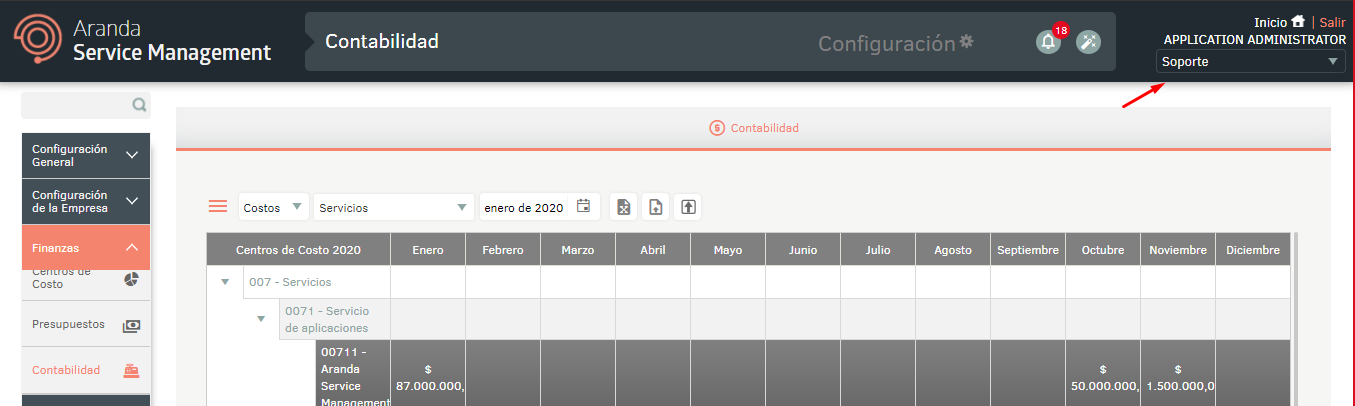 Aranda
Service Management
Contabilidad
Configuración
18
Inicio | Salir
APPLICATION ADMINISTRATOR
Soporte
Contabilidad
Configuración
General
Configuración
de la Empresa
Finanzas
Centros de
Costo
Presupuestos
Contabilidad
Costos
Servicios
enero de 2020
Centros de Costo 2020 Enero Febrero Marzo Abril Mayo Junio Julio Agosto Septiembre Octubre Noviembre Diciembre
007 - Servicios
0071 - Servicio
de aplicaciones
00711 -
Aranda
Service
Management
$
87.000.000,
$
50.000.000,
$
1.500.000,0